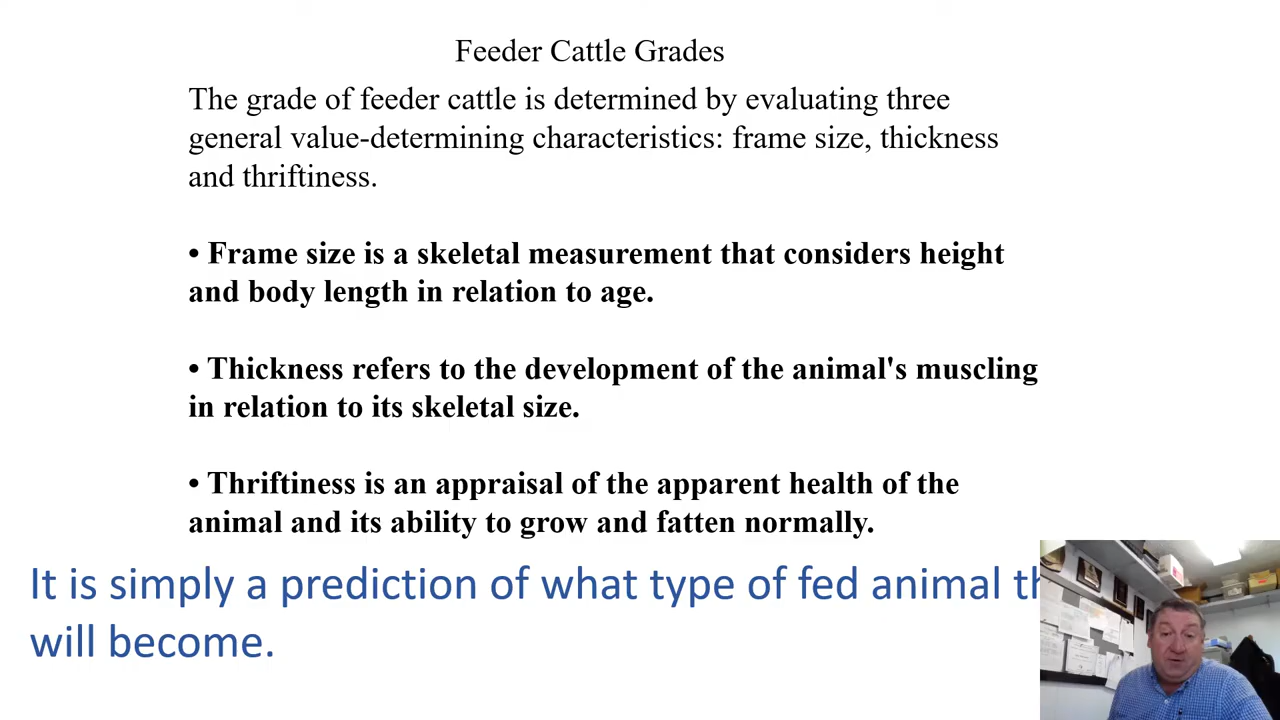 Feeder Cattle Grades
The grade of feeder cattle is determined by evaluating three
general value-determining characteristics: frame size, thickness
and thriftiness.
• Frame size is a skeletal measurement that considers height
and body length in relation to age.
• Thickness refers to the development of the animal's muscling
in relation to its skeletal size.
• Thriftiness is an appraisal of the apparent health of the
animal and its ability to grow and fatten normally.
It is simply a prediction of what type of fed animal
will become.